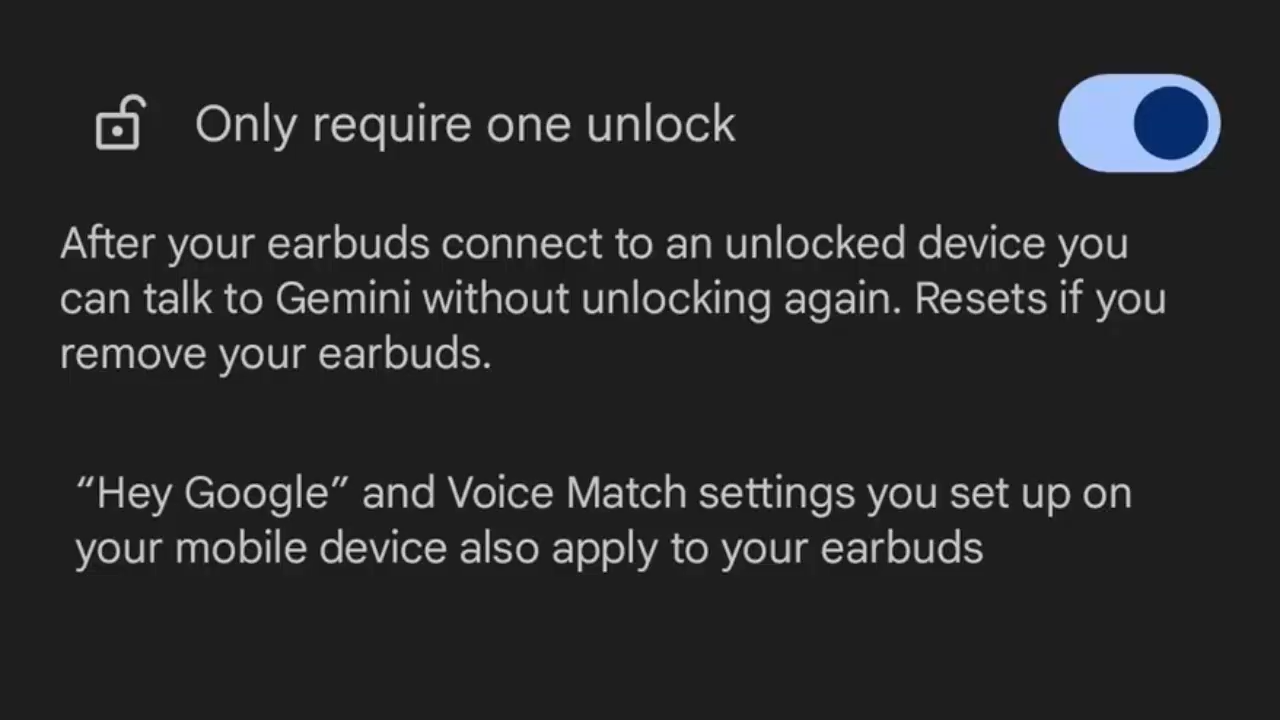 Only require one unlock
After your earbuds connect to an unlocked device you
can talk to Gemini without unlocking again. Resets if you
remove your earbuds.
“Hey Google” and Voice Match settings you set up on
your mobile device also apply to your earbuds